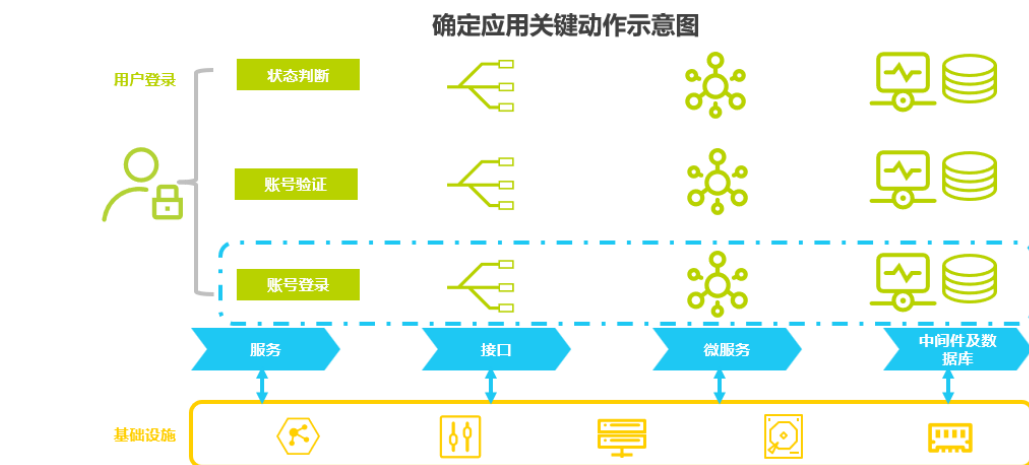 确定应用关键动作示意图
用户登录
状态判断
账号验证
账号登录
服务
接口
微服务
中间件及数
据库
基础设施